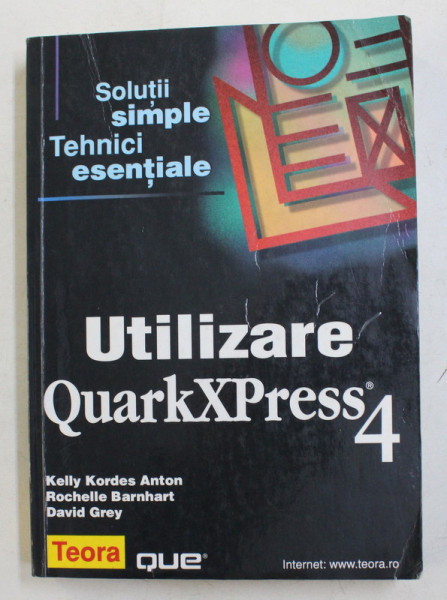 Soluții
simple
Tehnici
esențiale
Utilizare
QuarkXPress® 4
Kelly Kordes Anton
Rochelle Barnhart
David Grey
Teora
que®
Internet: www.teora.ro